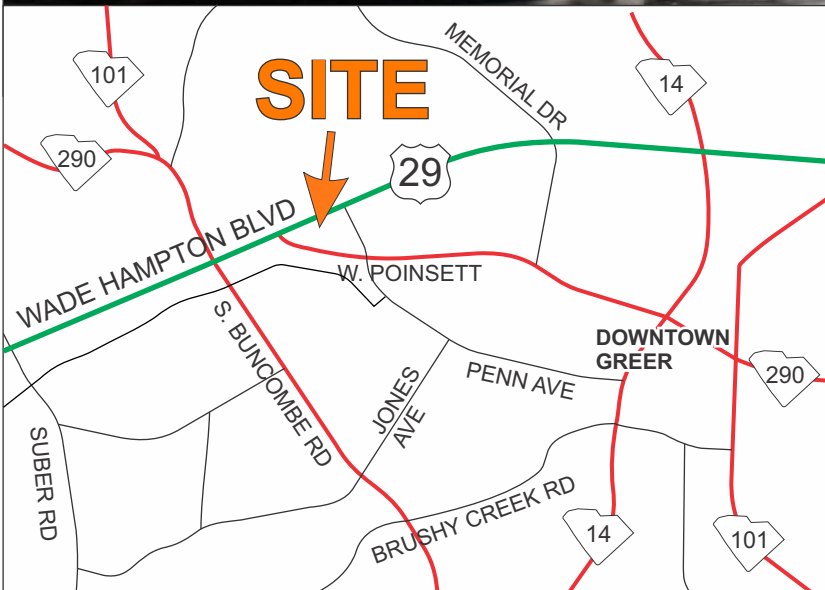 MEMORIAL DR
101
SITE
14
290
29
WADE HAMPTON BLVD
W. POINSETT
S. BUNCOMBE RD
DOWNTOWN
GREER
JONES
AVE
PENN AVE
290
SUBER RD
BRUSHY CREEK RD
14
101